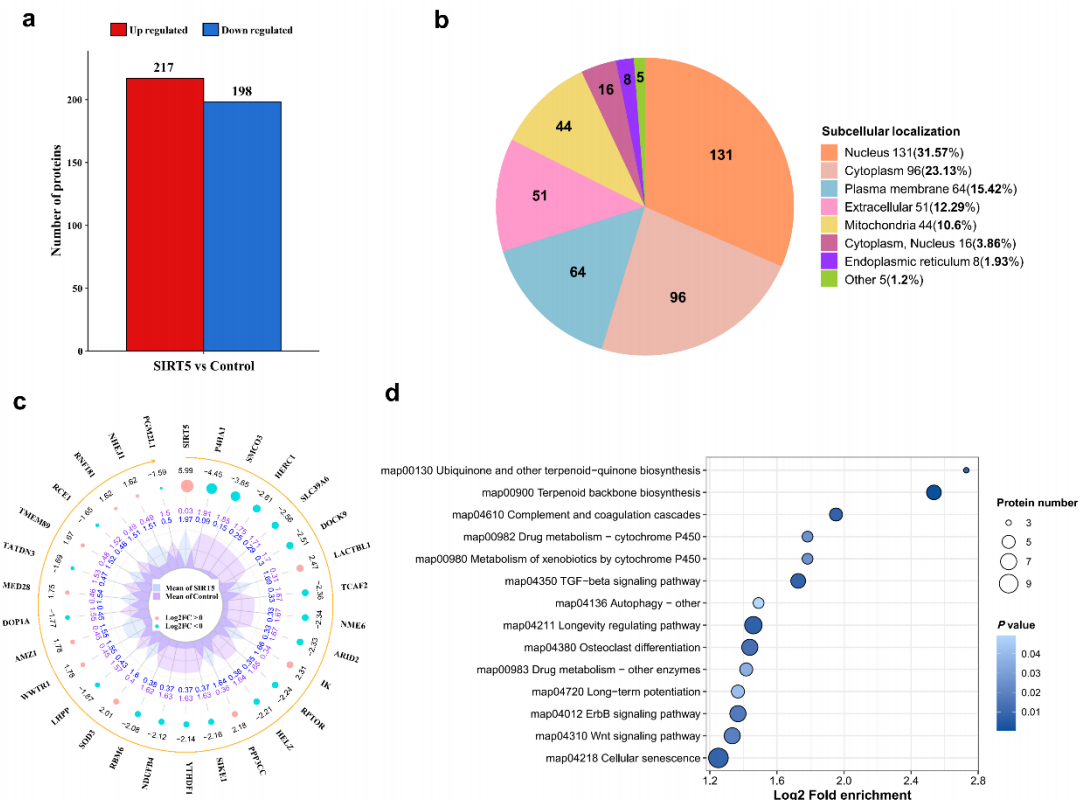 a
Up regulated
Down regulated
217
198
200
150
100
50
0
Number of proteins
SIRT5 vs Control
b
131
96
64
51
44
16
8
5
Subcellular localization
Nucleus 131(31.57%)
Cytoplasm 96(23.13%)
Plasma membrane 64(15.42%)
Extracellular 51(12.29%)
Mitochondria 44(10.6%)
Cytoplasm, Nucleus 16(3.86%)
Endoplasmic reticulum 8(1.93%)
Other 5(1.2%)
c
SIRT5
P4HA1
SMCO3
HERC1
SLC39A6
DOCK9
LACTBL1
TCAF2
NME6
ARID2
IK
RPTOR
HELZ
PPP3CC
SIKE1
YTHDF1
NDUFB4
RBM6
SOD3
LHPP
WWTR1
AMZ1
DOP1A
MED28
TATDN3
TMEM89
RCE1
RNF181
NHEJ1
PGM2L1
5.99
−4.45
−3.65
−2.61
−2.56
−2.51
2.47
−2.36
−2.34
−2.33
2.31
−2.24
−2.21
2.18
−2.16
−2.14
−2.12
−2.08
2.01
−1.87
1.78
1.78
−1.77
1.75
−1.69
1.67
−1.65
1.62
1.62
−1.59
Mean of SIRT5
Mean of Control
Log2FC > 0
Log2FC < 0
d
map00130 Ubiquinone and other terpenoid−quinone biosynthesis
map00900 Terpenoid backbone biosynthesis
map04610 Complement and coagulation cascades
map00982 Drug metabolism − cytochrome P450
map00980 Metabolism of xenobiotics by cytochrome P450
map04350 TGF−beta signaling pathway
map04136 Autophagy − other
map04211 Longevity regulating pathway
map04380 Osteoclast differentiation
map00983 Drug metabolism − other enzymes
map04720 Long−term potentiation
map04012 ErbB signaling pathway
map04310 Wnt signaling pathway
map04218 Cellular senescence
1.2
1.6
2.0
2.4
2.8
Log2 Fold enrichment
Protein number
3
5
7
9
P value
0.04
0.03
0.02
0.01